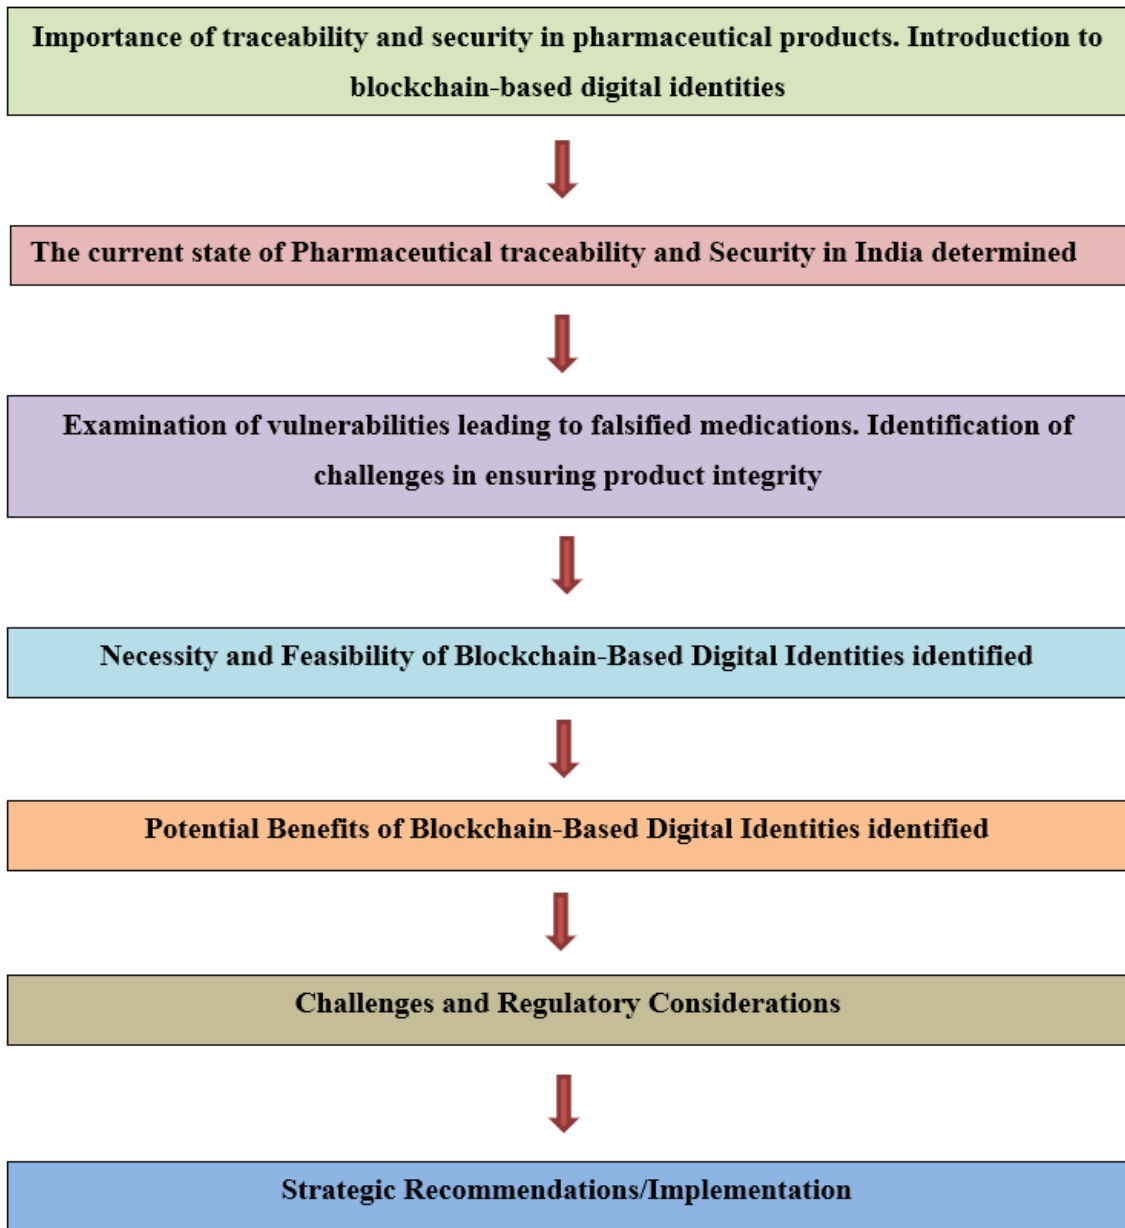 Importance of traceability and security in pharmaceutical products. Introduction to
blockchain-based digital identities
The current state of Pharmaceutical traceability and Security in India determined
Examination of vulnerabilities leading to falsified medications. Identification of
challenges in ensuring product integrity
Necessity and Feasibility of Blockchain-Based Digital Identities identified
Potential Benefits of Blockchain-Based Digital Identities identified
Challenges and Regulatory Considerations
Strategic Recommendations/Implementation